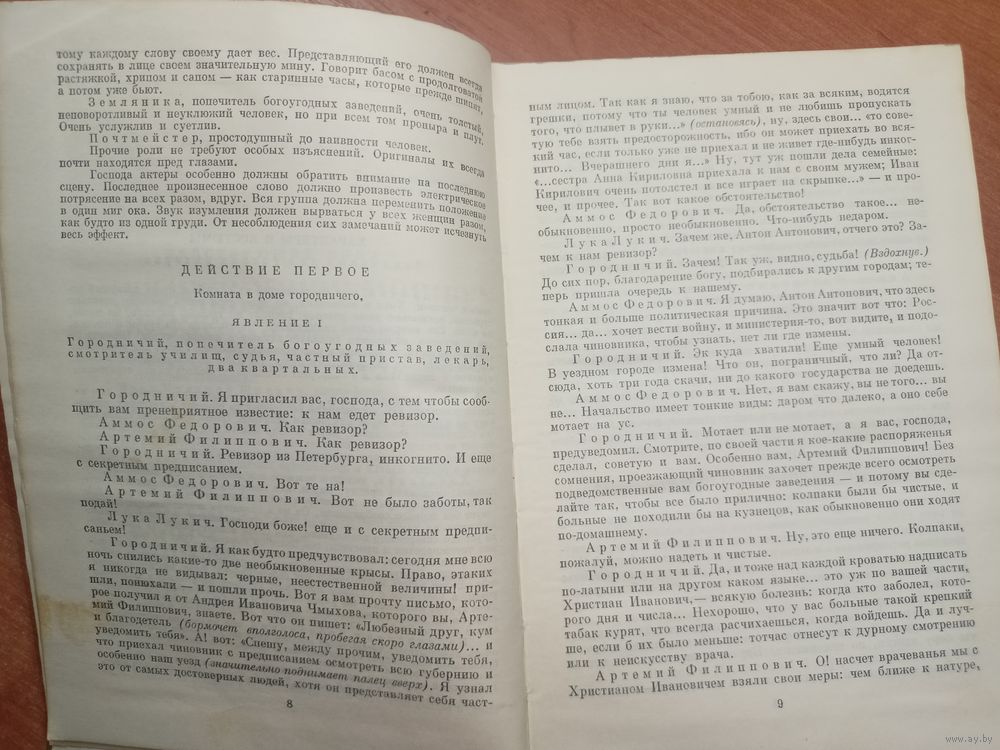 тому каждому слову своему дает вес. Представляющий его должен всегда
сохранять в лице своем значительную мину. Говорит басом с продолговатой
растяжкой, хрипом и сапом — как старинные часы, которые прежде шипят,
а потом уже бьют.
Земляника, попечитель богоугодных заведений, очень толстый,
неповоротливый и неуклюжий человек, но при всем том проныра и плут.
Очень услужлив и суетлив.
Почтмейстер, простодушный до наивности человек.
Прочие роли не требуют особых изъяснений. Оригиналы их всегда
почти находятся пред глазами.
Господа актеры особенно должны обратить внимание на последнюю
сцену. Последнее произнесенное слово должно произвесть электрическое
потрясение на всех разом, вдруг. Вся группа должна переменить положение
в один миг ока. Звук изумления должен вырваться у всех женщин разом,
как будто из одной груди. От несоблюдения сих замечаний может исчезнуть
весь эффект.
ДЕЙСТВИЕ ПЕРВОЕ
Комната в доме городничего,
ЯВЛЕНИЕ I
Городничий, попечитель богоугодных заведений,
смотритель училищ, судья, частный пристав, лекарь,
два квартальных.
Городничий. Я пригласил вас, господа, с тем чтобы сооб-
щить вам пренеприятное известие: к нам едет ревизор.
Аммос Федорович. Как ревизор?
Артемий Филиппович. Как ревизор?
Городничий. Ревизор из Петербурга, инкогнито. И еще
с секретным предписанием.
Аммос Федорович. Вот те на!
Артемий Филиппович. Вот не было заботы, так
подай!
Лука Лукич. Господи боже! еще и с секретным предпи-
саньем!
Городничий. Я как будто предчувствовал: сегодня мне всю
ночь снились какие-то две необыкновенные крысы. Право, этаких
я никогда не видывал: черные, неестественной величины! при-
шли, понюхали — и пошли прочь. Вот я вам прочту письмо, кото-
рое получил я от Андрея Ивановича Чмыхова, которого вы, Арте-
мий Филиппович, знаете. Вот что он пишет: «Любезный друг, кум
и благодетель (бормочет вполголоса, пробегая скоро глазами)... и
уведомить тебя». А! вот: «Спешу, между прочим, уведомить тебя,
что приехал чиновник с предписанием осмотреть всю губернию и
особенно наш уезд (значительно поднимает палец вверх). Я узнал
это от самых достоверных людей, хотя он представляет себя част-
8
ным лицом. Так как я знаю, что за тобою, как за всяким, водятся
грешки, потому что ты человек умный и не любишь пропускать
того, что плывет в руки...» (остановясь), ну, здесь свои... «то сове-
тую тебе взять предосторожность, ибо он может приехать во вся-
кий час, если только уже не приехал и не живет где-нибудь инког-
нито... Вчерашнего дня я...» Ну, тут уж пошли дела семейные:
«...сестра Анна Кириловна приехала к нам с своим мужем; Иван
Кирилович очень потолстел и все играет на скрыпке...» — и про-
чее, и прочее. Так вот какое обстоятельство!
Аммос Федорович. Да, обстоятельство такое... не-
обыкновенно, просто необыкновенно. Что-нибудь недаром.
Лука Лукич. Зачем же, Антон Антонович, отчего это? За-
чем к нам ревизор?
Городничий. Зачем! Так уж, видно, судьба! (Вздохнув.)
До сих пор, благодарение богу, подбирались к другим городам; те-
перь пришла очередь к нашему.
Аммос Федорович. Я думаю, Антон Антонович, что здесь
тонкая и больше политическая причина. Это значит вот что: Рос-
сия... да... хочет вести войну, и министерия-то, вот видите, и подо-
слала чиновника, чтобы узнать, нет ли где измены.
Городничий. Эк куда хватили! Еще умный человек!
В уездном городе измена! Что он, пограничный, что ли? Да от-
сюда, хоть три года скачи, ни до какого государства не доедешь.
Аммос Федорович. Нет, я вам скажу, вы не того... вы
не... Начальство имеет тонкие виды: даром что далеко, а оно себе
мотает на ус.
Городничий. Мотает или не мотает, а я вас, господа,
предуведомил. Смотрите, по своей части я кое-какие распоряженья
сделал, советую и вам. Особенно вам, Артемий Филиппович! Без
сомнения, проезжающий чиновник захочет прежде всего осмотреть
подведомственные вам богоугодные заведения — и потому вы сде-
лайте так, чтобы все было прилично: колпаки были бы чистые, и
больные не походили бы на кузнецов, как обыкновенно они ходят
по-домашнему.
Артемий Филиппович. Ну, это еще ничего. Колпаки,
пожалуй, можно надеть и чистые.
Городничий. Да, и тоже над каждой кроватью надписать
по-латыни или на другом каком языке... это уж по вашей части,
Христиан Иванович,— всякую болезнь: когда кто заболел, кото-
рого дня и числа... Нехорошо, что у вас больные такой крепкий
табак курят, что всегда расчихаешься, когда войдешь. Да и луч-
ше, если б их было меньше: тотчас отнесут к дурному смотрению
или к неискусству врача.
Артемий Филиппович. О! насчет врачеванья мы с
Христианом Ивановичем взяли свои меры: чем ближе к натуре,
9
www.ay.by